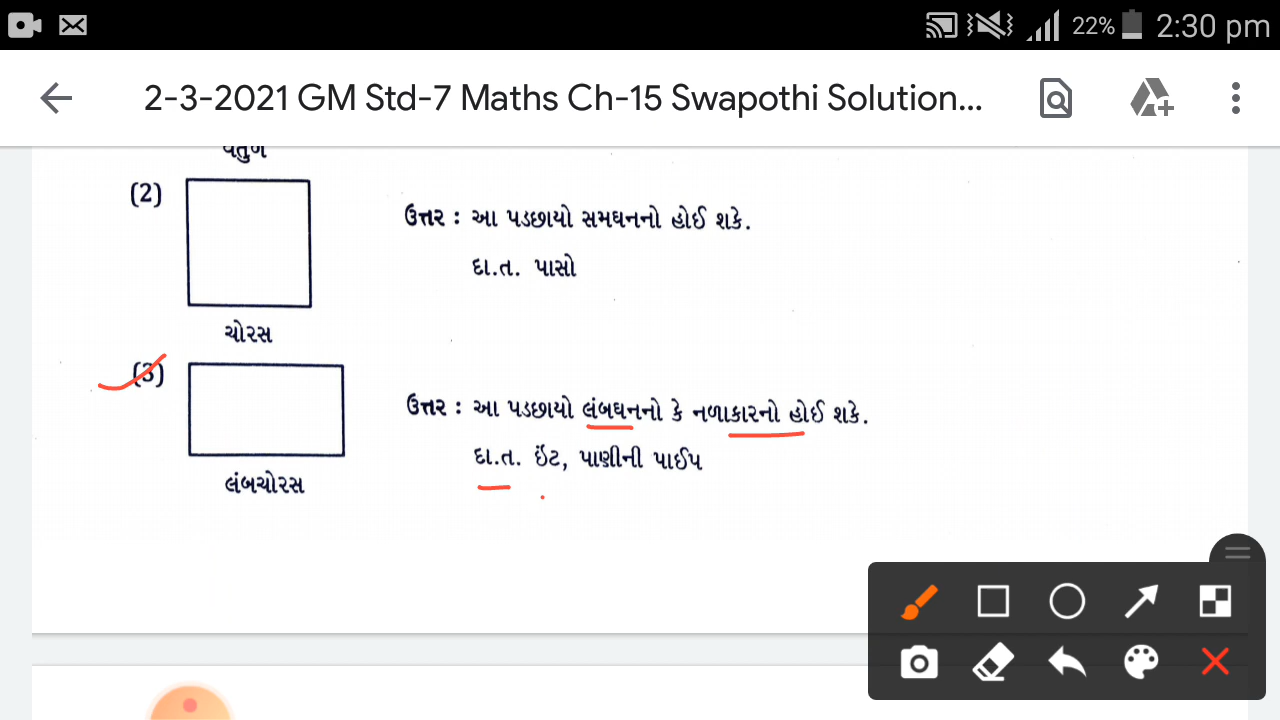 22% 2:30 pm
2-3-2021 GM Std-7 Maths Ch-15 Swapothi Solution...
વર્તુળ
(2)
ઉત્તર : આ પડછાયો સમઘનનો હોઈ શકે.
દા.ત. પાસો
ચોરસ
(3)
ઉત્તર : આ પડછાયો લંબઘનનો કે નળાકારનો હોઈ શકે.
દા.ત. ઇંટ, પાણીની પાઈપ
લંબચોરસ